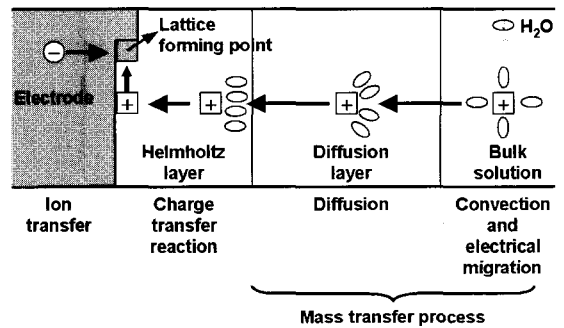 Lattice
forming point
H₂O
−
Electrode
+
+
+
+
Helmholtz
layer
Diffusion
layer
Bulk
solution
Ion
transfer
Charge
transfer
reaction
Diffusion
Convection
and
electrical
migration
Mass transfer process